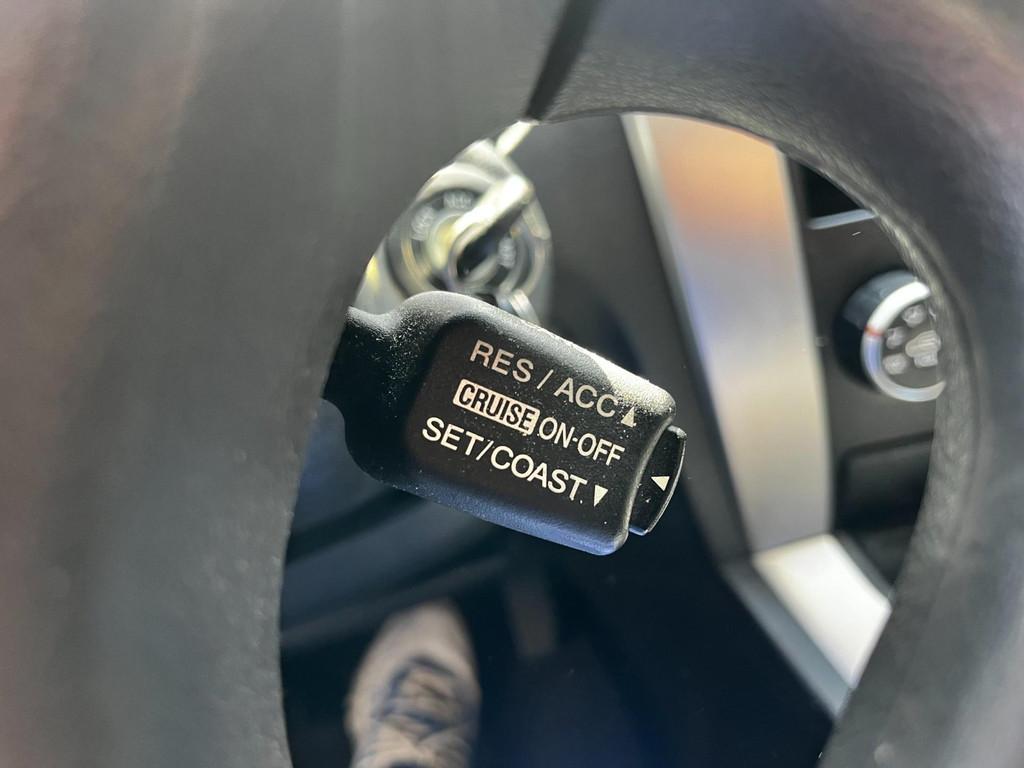 RES / ACC ▲
CRUISE ON·OFF
SET/COAST ▼